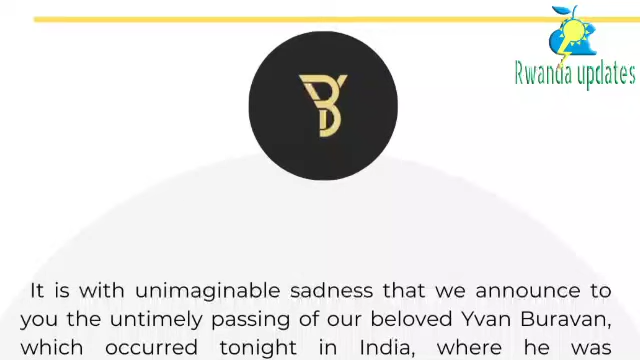 Rwanda updates
It is with unimaginable sadness that we announce to
you the untimely passing of our beloved Yvan Buravan,
which occurred tonight in India, where he was